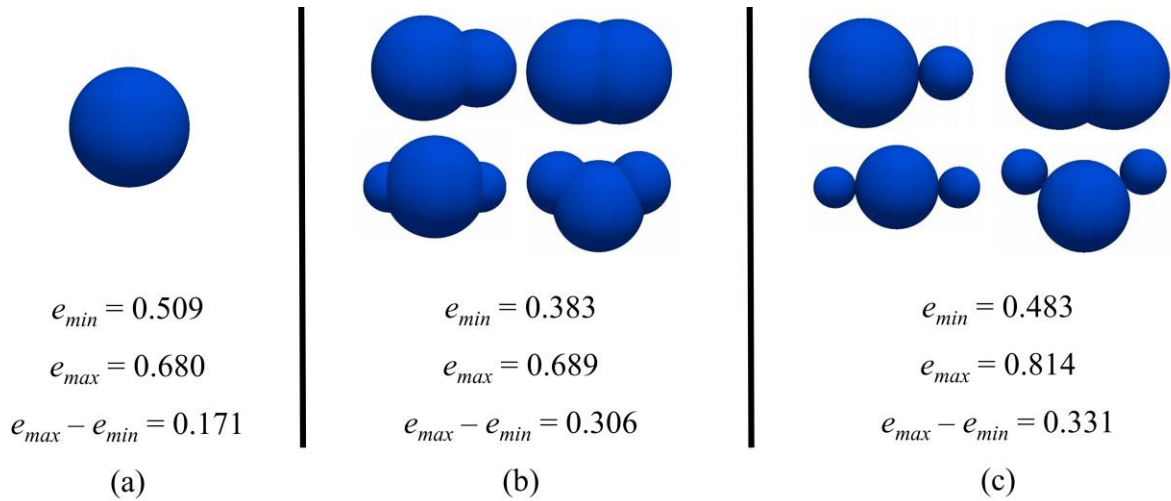 e_min = 0.509
e_max = 0.680
e_max – e_min = 0.171
(a)
e_min = 0.383
e_max = 0.689
e_max – e_min = 0.306
(b)
e_min = 0.483
e_max = 0.814
e_max – e_min = 0.331
(c)